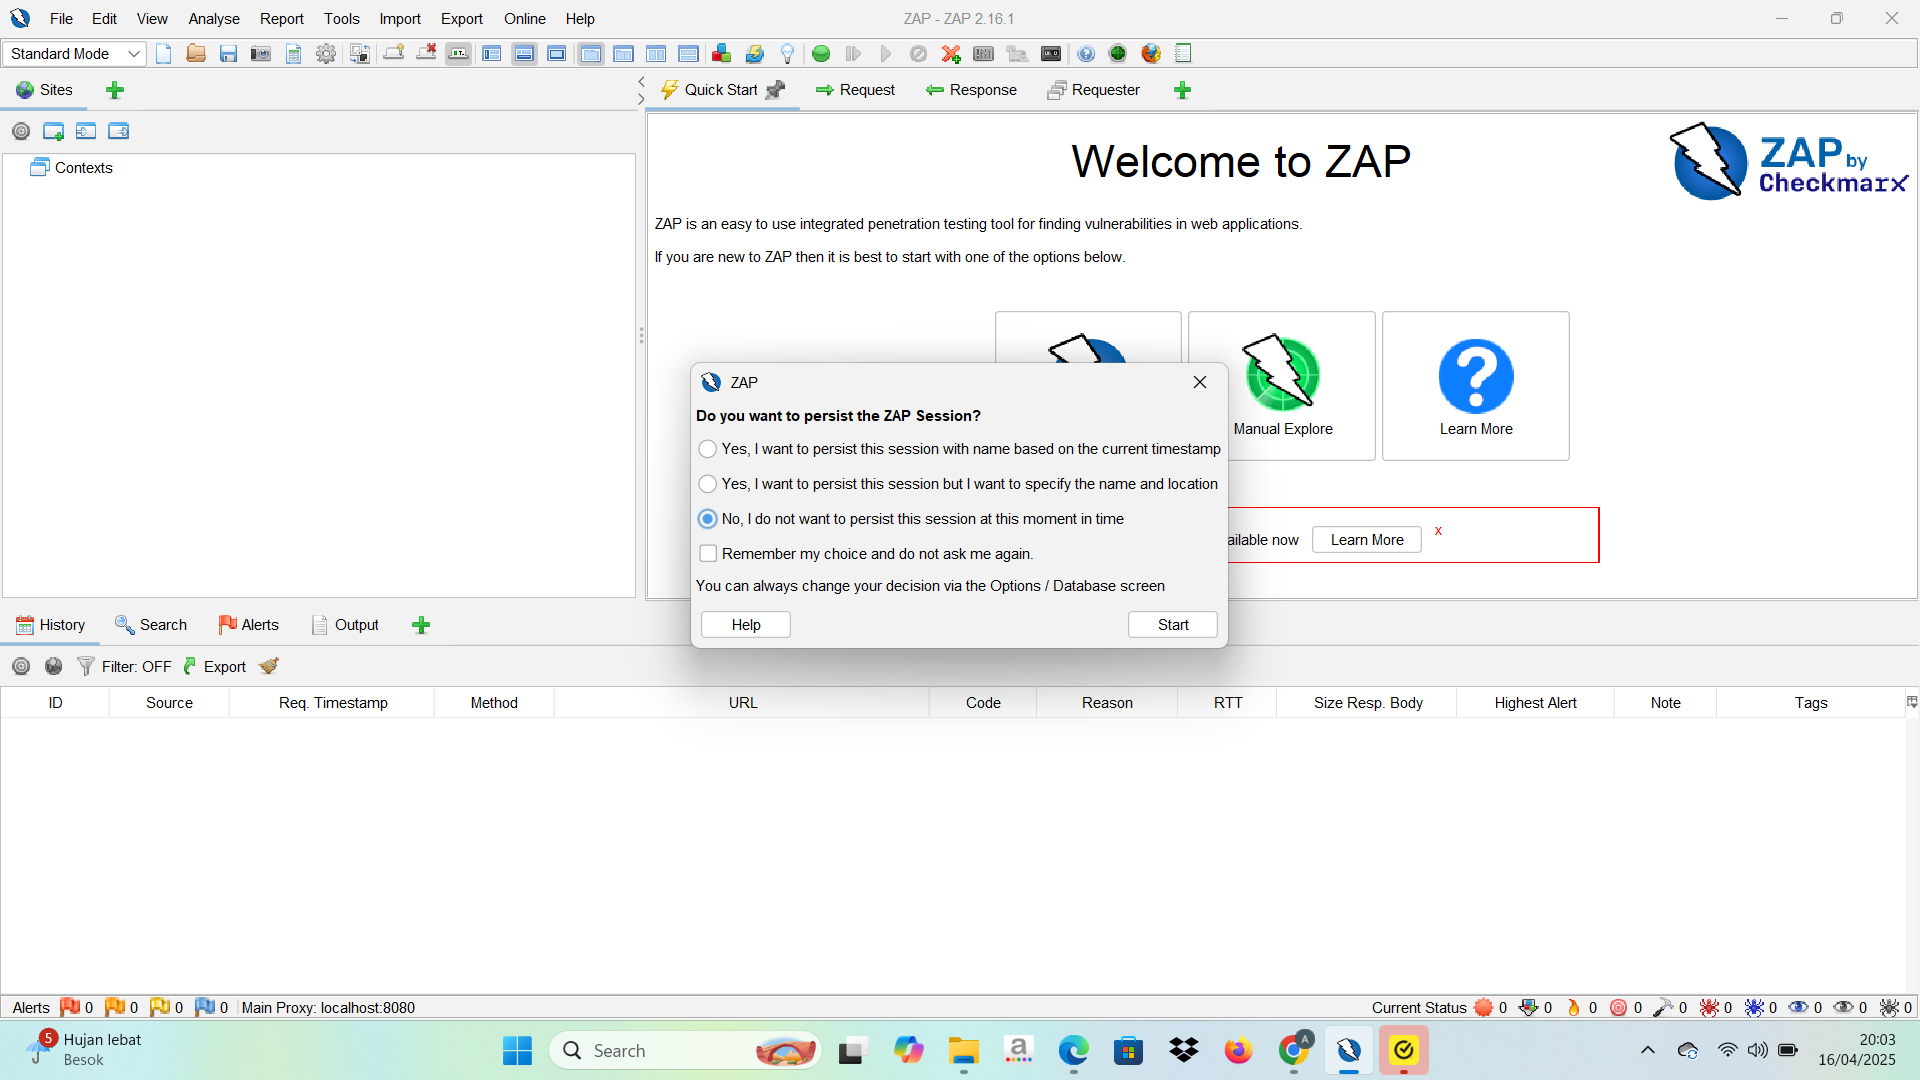 File Edit View Analyse Report Tools Import Export Online Help
ZAP - ZAP 2.16.1
Standard Mode
Sites
Quick Start Request Response Requester
Contexts
Welcome to ZAP
ZAP by
Checkmarx
ZAP is an easy to use integrated penetration testing tool for finding vulnerabilities in web applications.
If you are new to ZAP then it is best to start with one of the options below.
Manual Explore
Learn More
ZAP
Do you want to persist the ZAP Session?
Yes, I want to persist this session with name based on the current timestamp
Yes, I want to persist this session but I want to specify the name and location
No, I do not want to persist this session at this moment in time
Remember my choice and do not ask me again.
You can always change your decision via the Options / Database screen
Help
Start
ailable now
Learn More
X
History Search Alerts Output
Filter: OFF Export
ID Source Req. Timestamp Method URL Code Reason RTT Size Resp. Body Highest Alert Note Tags
Alerts 0 0 0 0 Main Proxy: localhost:8080
Current Status 0 0 0 0 0 0 0 0 0 0
5
Hujan lebat
Besok
Search
a
A
20:03
16/04/2025